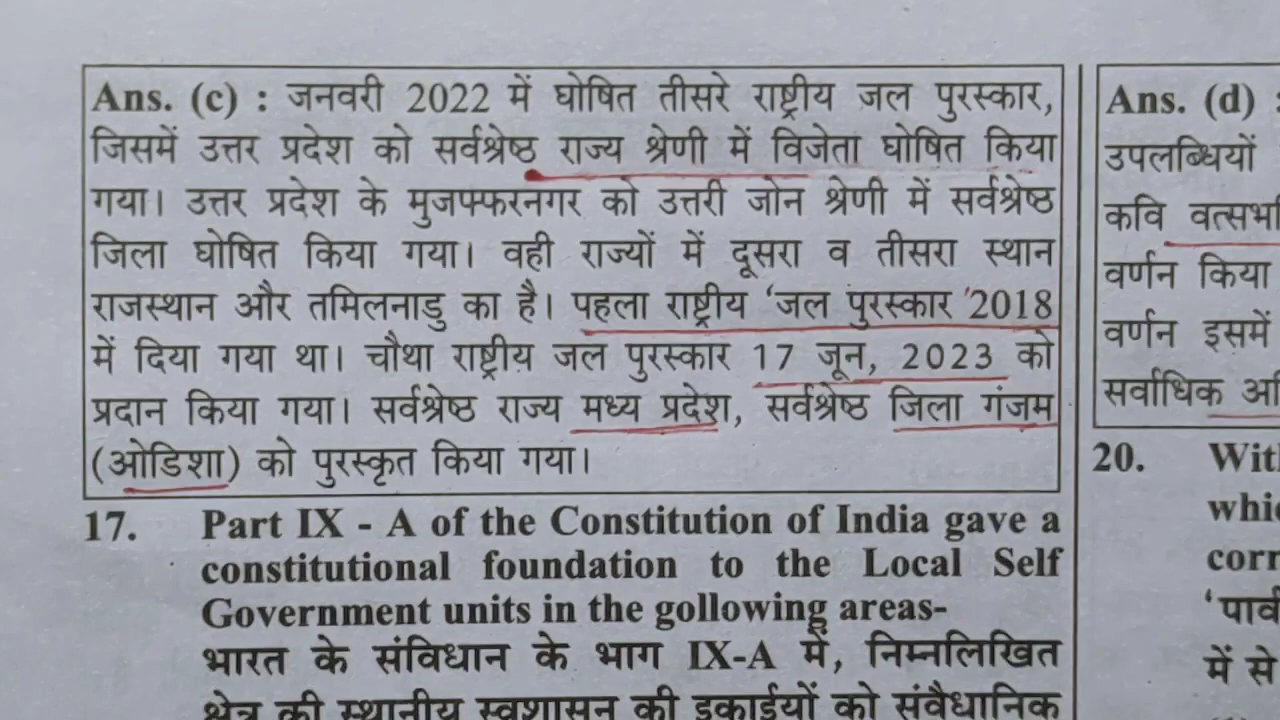 Ans. (c) : जनवरी 2022 में घोषित तीसरे राष्ट्रीय जल पुरस्कार,
जिसमें उत्तर प्रदेश को सर्वश्रेष्ठ राज्य श्रेणी में विजेता घोषित किया
गया। उत्तर प्रदेश के मुजफ्फरनगर को उत्तरी जोन श्रेणी में सर्वश्रेष्ठ
जिला घोषित किया गया। वही राज्यों में दूसरा व तीसरा स्थान
राजस्थान और तमिलनाडु का है। पहला राष्ट्रीय ‘जल पुरस्कार ’2018
में दिया गया था। चौथा राष्ट्रीय जल पुरस्कार 17 जून, 2023 को
प्रदान किया गया। सर्वश्रेष्ठ राज्य मध्य प्रदेश, सर्वश्रेष्ठ जिला गंजम
(ओडिशा) को पुरस्कृत किया गया।
17. Part IX - A of the Constitution of India gave a
constitutional foundation to the Local Self
Government units in the gollowing areas-
भारत के संविधान के भाग IX-A में, निम्नलिखित
क्षेत्र की स्थानीय स्वशासन की इकाईयों को संवैधानिक
Ans. (d) :
उपलब्धियों
कवि
वर्णन किया
वर्णन इसमें
सर्वाधिक
20.
में से